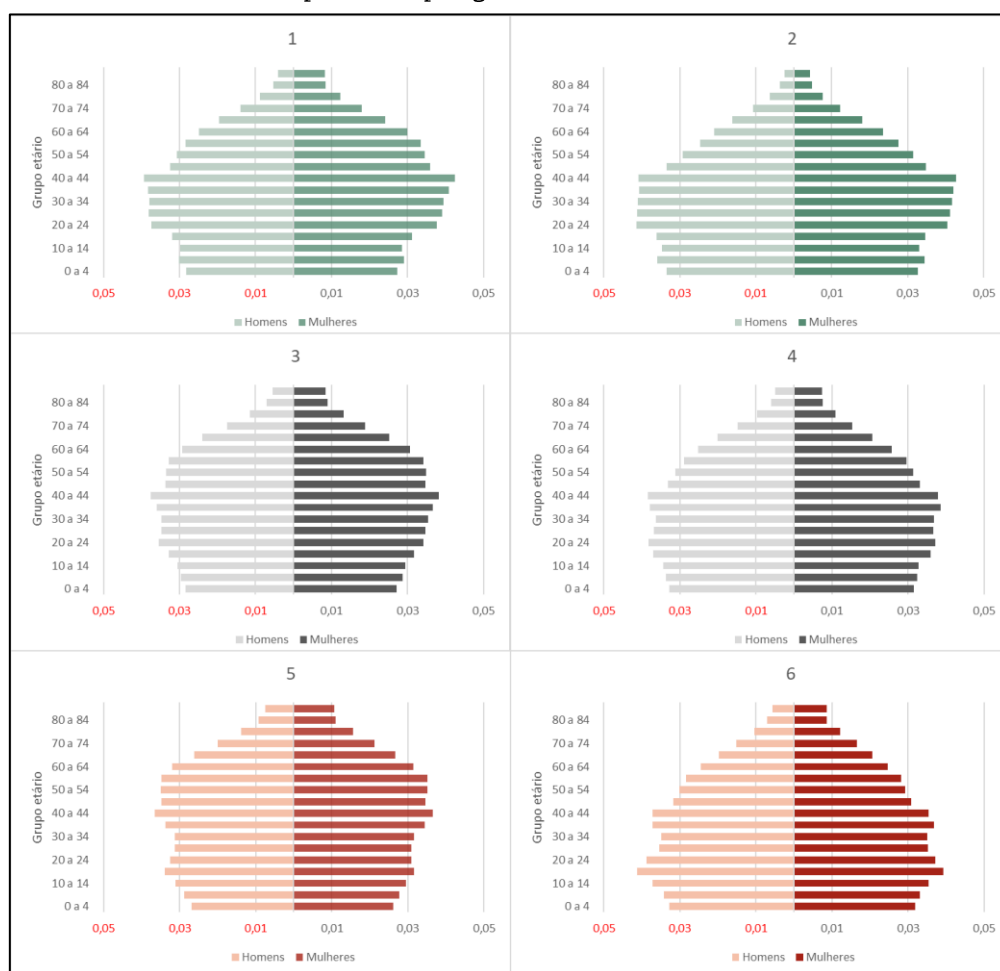 1
Grupo etário
80 a 84
70 a 74
60 a 64
50 a 54
40 a 44
30 a 34
20 a 24
10 a 14
0 a 4
0,05 0,03 0,01 0,01 0,03 0,05
Homens Mulheres
2
Grupo etário
80 a 84
70 a 74
60 a 64
50 a 54
40 a 44
30 a 34
20 a 24
10 a 14
0 a 4
0,05 0,03 0,01 0,01 0,03 0,05
Homens Mulheres
3
Grupo etário
80 a 84
70 a 74
60 a 64
50 a 54
40 a 44
30 a 34
20 a 24
10 a 14
0 a 4
0,05 0,03 0,01 0,01 0,03 0,05
Homens Mulheres
4
Grupo etário
80 a 84
70 a 74
60 a 64
50 a 54
40 a 44
30 a 34
20 a 24
10 a 14
0 a 4
0,05 0,03 0,01 0,01 0,03 0,05
Homens Mulheres
5
Grupo etário
80 a 84
70 a 74
60 a 64
50 a 54
40 a 44
30 a 34
20 a 24
10 a 14
0 a 4
0,05 0,03 0,01 0,01 0,03 0,05
Homens Mulheres
6
Grupo etário
80 a 84
70 a 74
60 a 64
50 a 54
40 a 44
30 a 34
20 a 24
10 a 14
0 a 4
0,05 0,03 0,01 0,01 0,03 0,05
Homens Mulheres